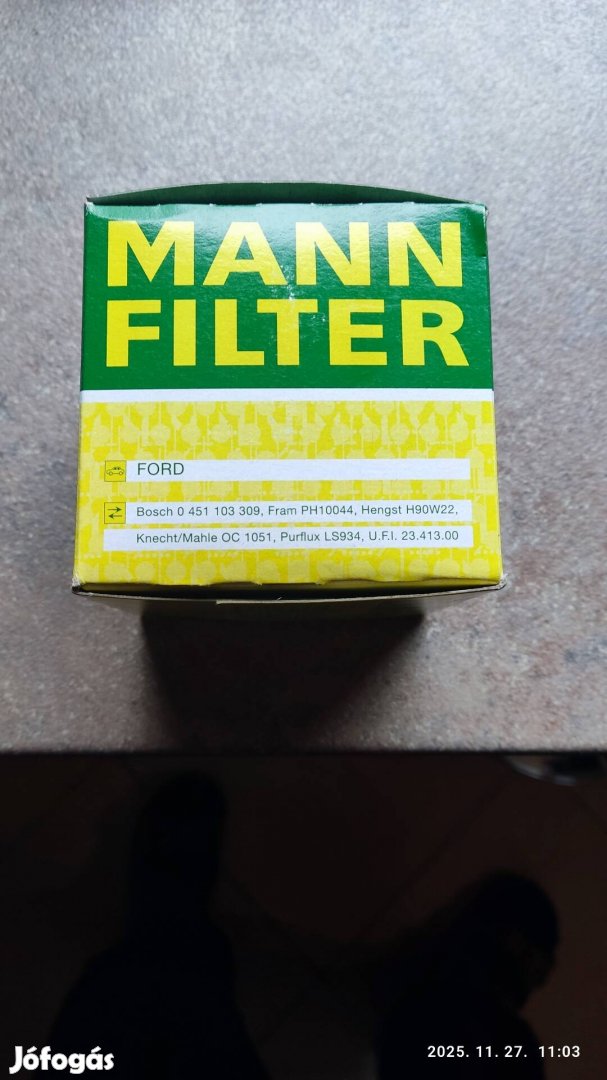 MANN
FILTER
FORD
Bosch 0 451 103 309, Fram PH10044, Hengst H90W22,
Knecht/Mahle OC 1051, Purflux LS934, U.F.I. 23.413.00
Jófogás
2025. 11. 27. 11:03